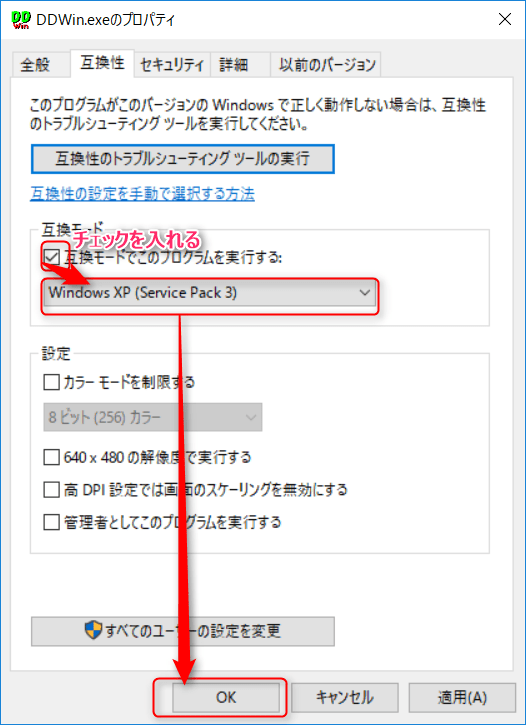 DDWin.exeのプロパティ
全般 互換性 セキュリティ 詳細 以前のバージョン
このプログラムがこのバージョンの Windows で正しく動作しない場合は、互換性
のトラブルシューティング ツールを実行してください。
互換性のトラブルシューティング ツールの実行
互換性の設定を手動で選択する方法
互換モード
チェックを入れる
互換モードでこのプログラムを実行する:
Windows XP (Service Pack 3)
設定
カラー モードを制限する
8 ビット (256) カラー
640 x 480 の解像度で実行する
高 DPI 設定では画面のスケーリングを無効にする
管理者としてこのプログラムを実行する
すべてのユーザーの設定を変更
OK キャンセル 適用(A)